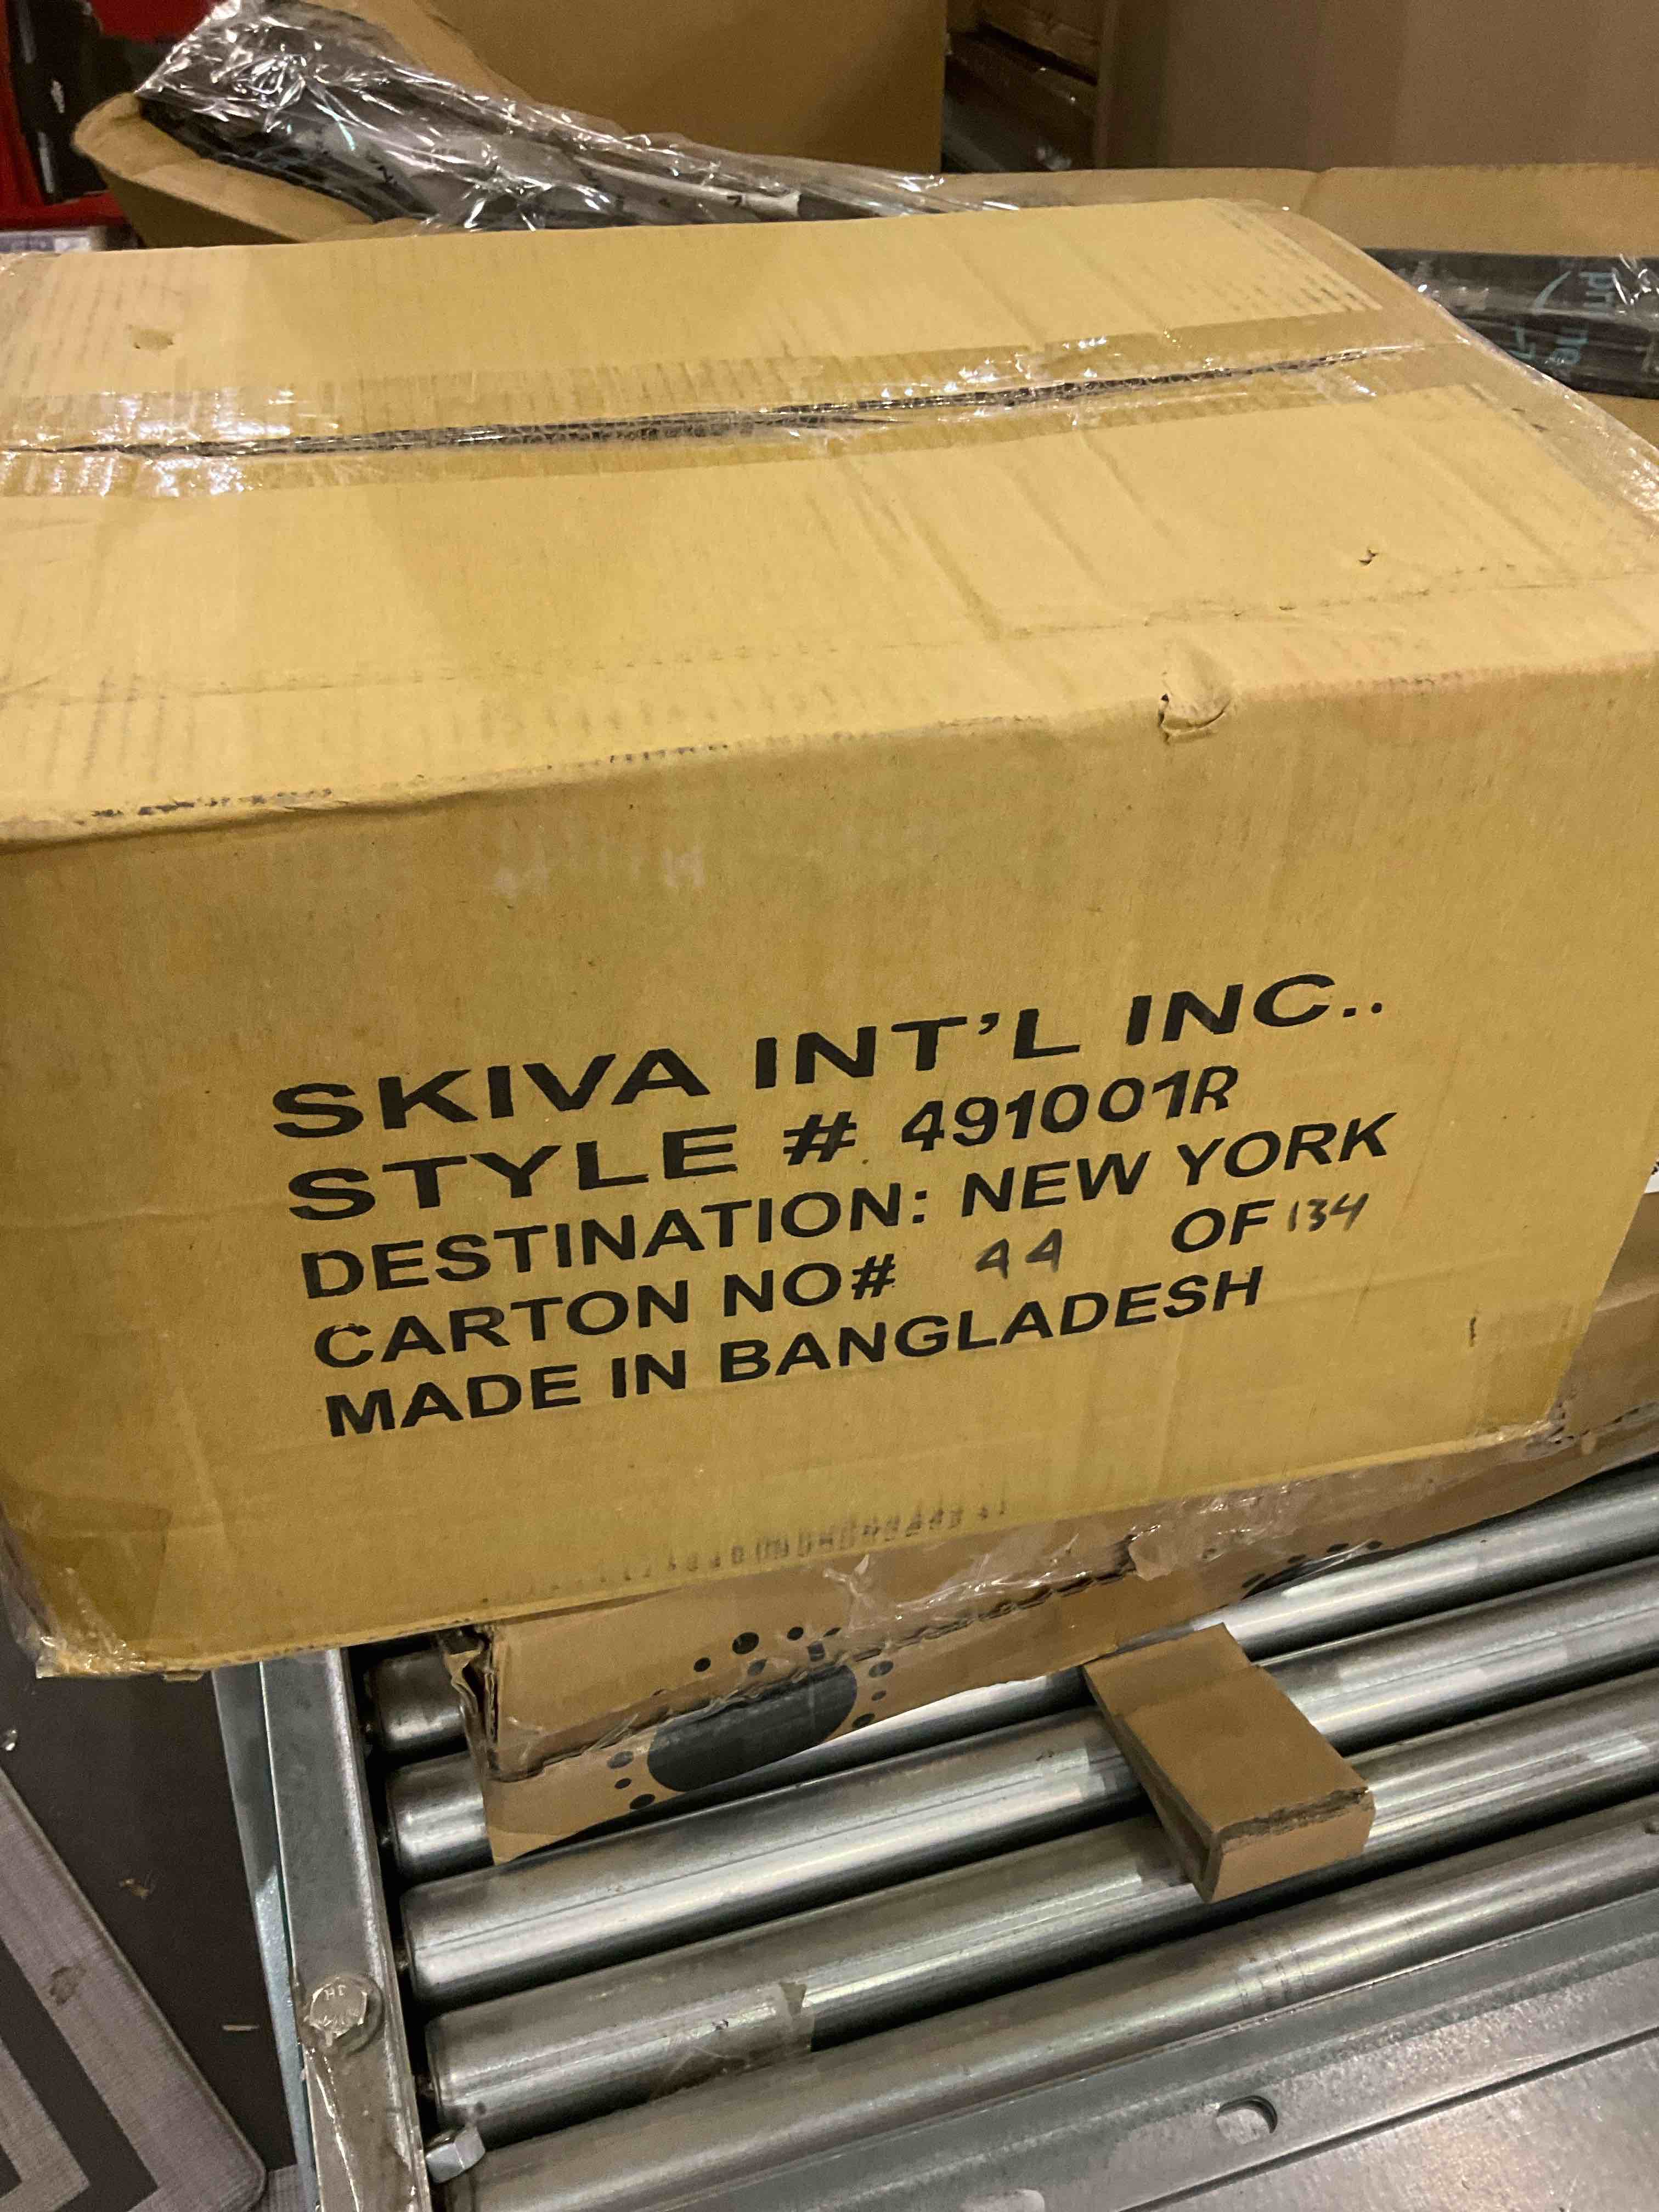 SKIVA INT'L INC..
STYLE # 491001R
DESTINATION: NEW YORK
CARTON NO# 44 OF 134
MADE IN BANGLADESH